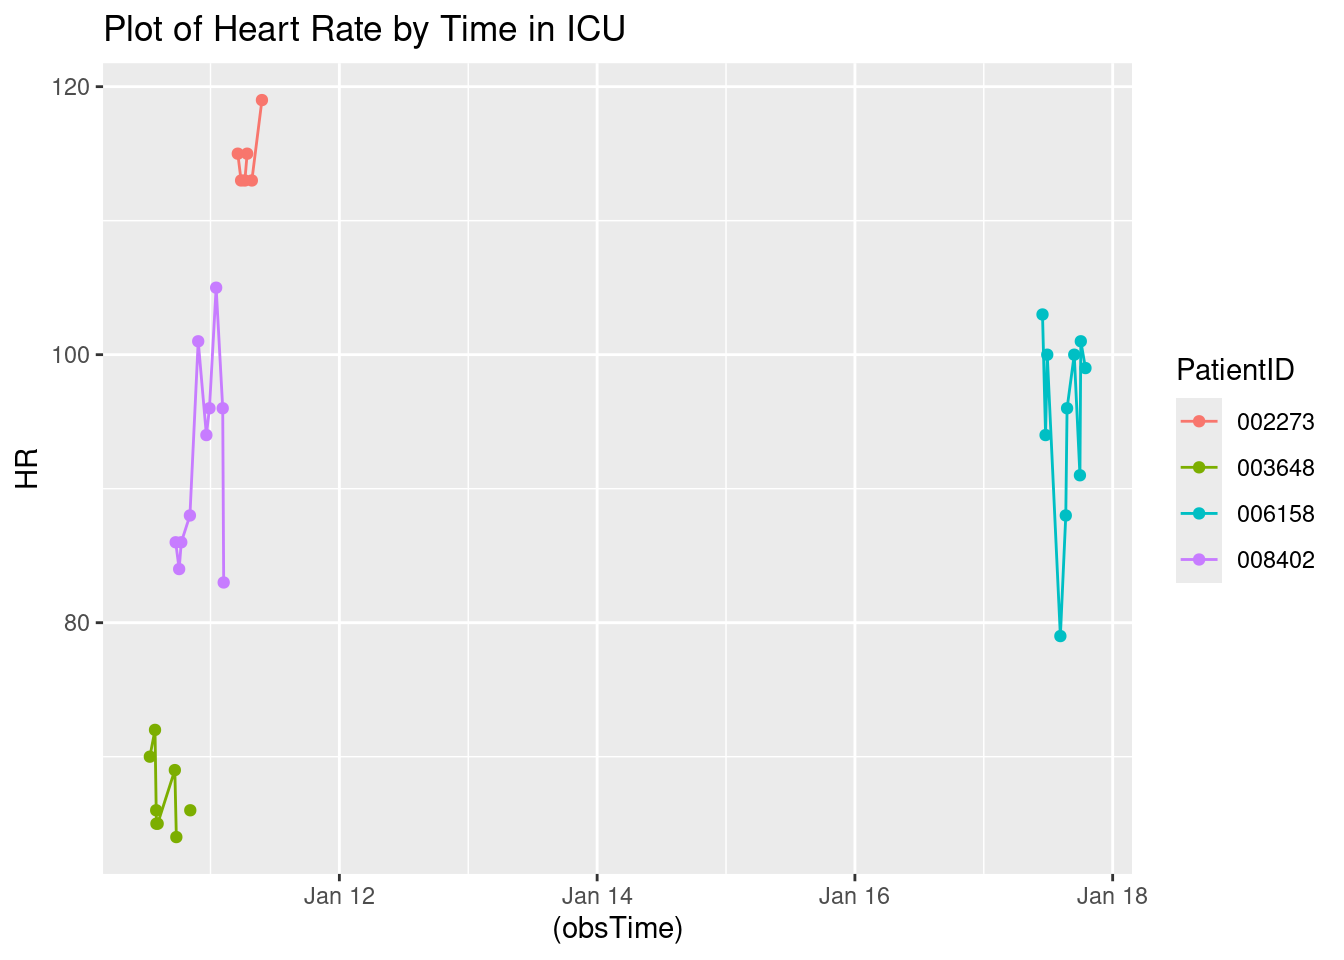 Plot of Heart Rate by Time in ICU
120
100
80
HR
Jan 12
Jan 14
Jan 16
Jan 18
(obsTime)
PatientID
002273
003648
006158
008402